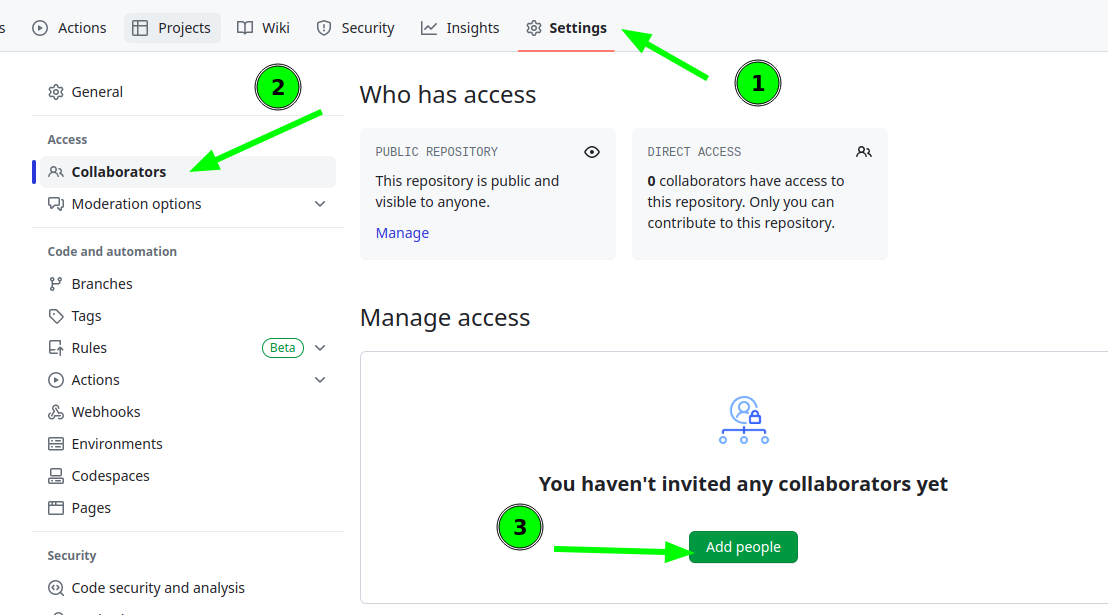 s Actions Projects Wiki Security Insights Settings
1
2
General
Access
Collaborators
Moderation options
Code and automation
Branches
Tags
Rules Beta
Actions
Webhooks
Environments
Codespaces
Pages
Security
Code security and analysis
Who has access
PUBLIC REPOSITORY
This repository is public and
visible to anyone.
Manage
DIRECT ACCESS
0 collaborators have access to
this repository. Only you can
contribute to this repository.
Manage access
You haven't invited any collaborators yet
3
Add people